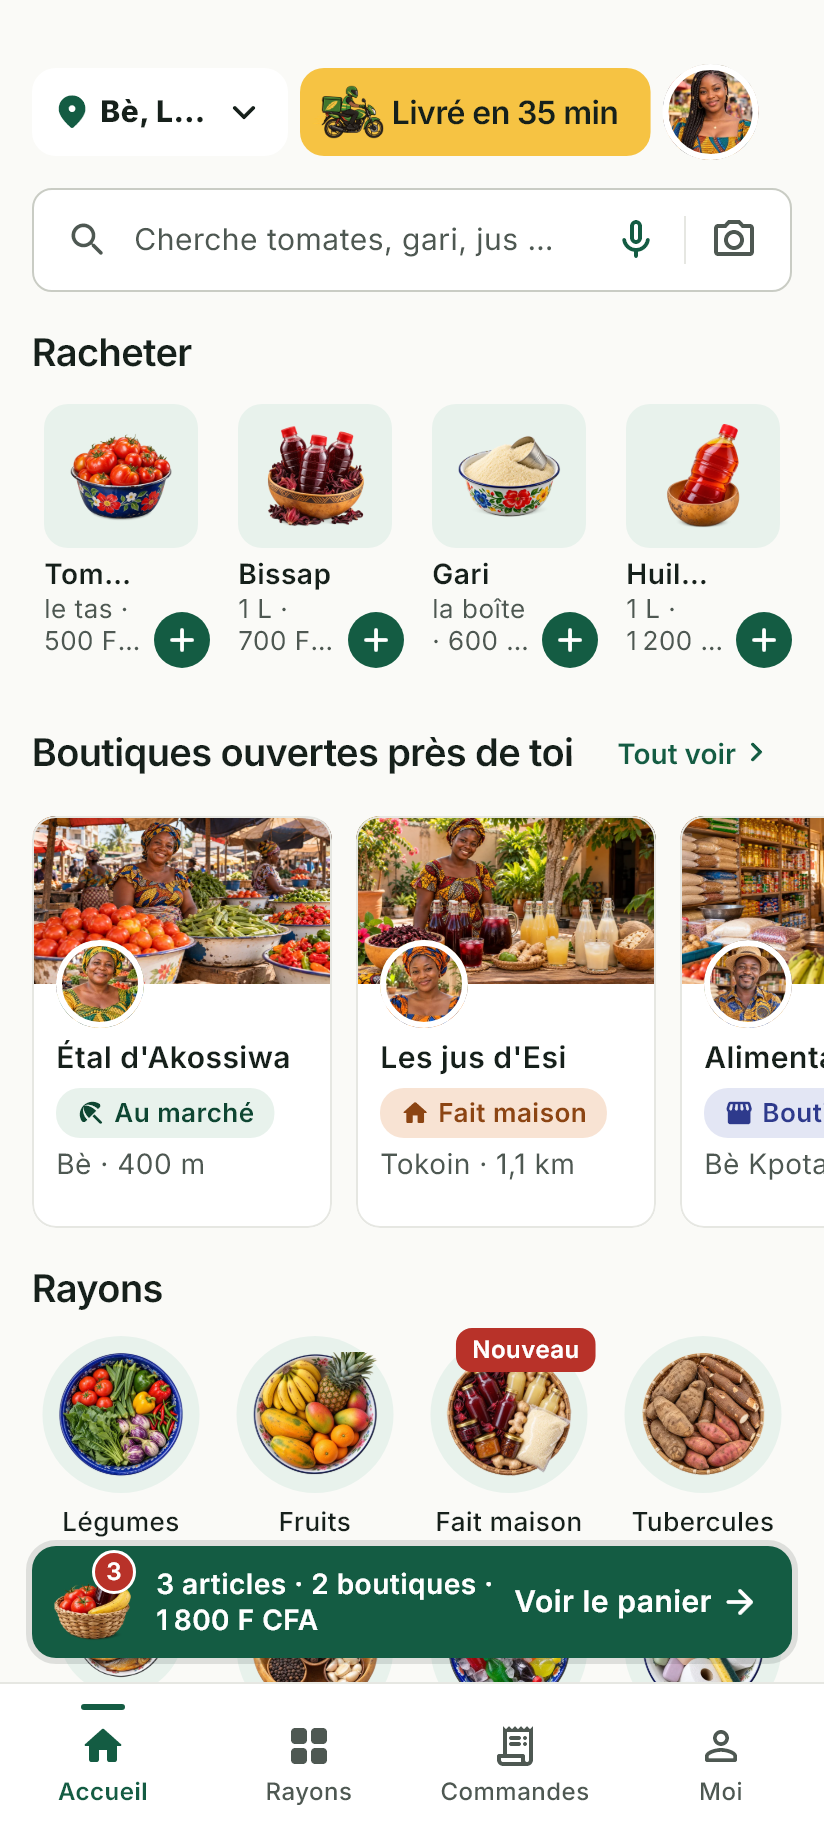 Bè, L...
Livré en 35 min
Cherche tomates, gari, jus ...
Racheter
Tom...
le tas ·
500 F...
Bissap
1 L ·
700 F...
Gari
la boîte
· 600 ...
Huil...
1 L ·
1 200 ...
Boutiques ouvertes près de toi
Tout voir
Étal d'Akossiwa
Au marché
Bè · 400 m
Les jus d'Esi
Fait maison
Tokoin · 1,1 km
Alimenta
Bouti
Bè Kpota
Rayons
Nouveau
Légumes
Fruits
Fait maison
Tubercules
3
3 articles · 2 boutiques ·
1 800 F CFA
Voir le panier
Accueil
Rayons
Commandes
Moi